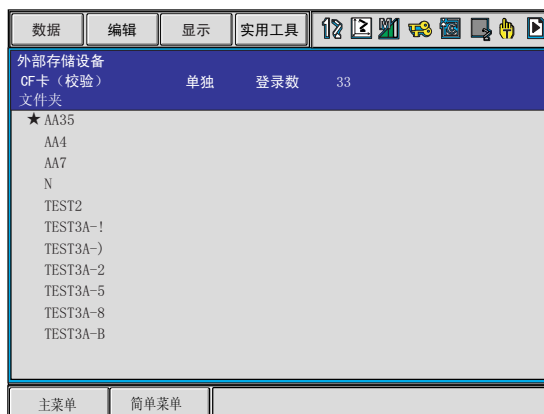 数据 编辑 显示 实用工具
外部存储设备
CF卡（校验） 单独 登录数 33
文件夹
★ AA35
AA4
AA7
N
TEST2
TEST3A-!
TEST3A-)
TEST3A-2
TEST3A-5
TEST3A-8
TEST3A-B
主菜单 简单菜单